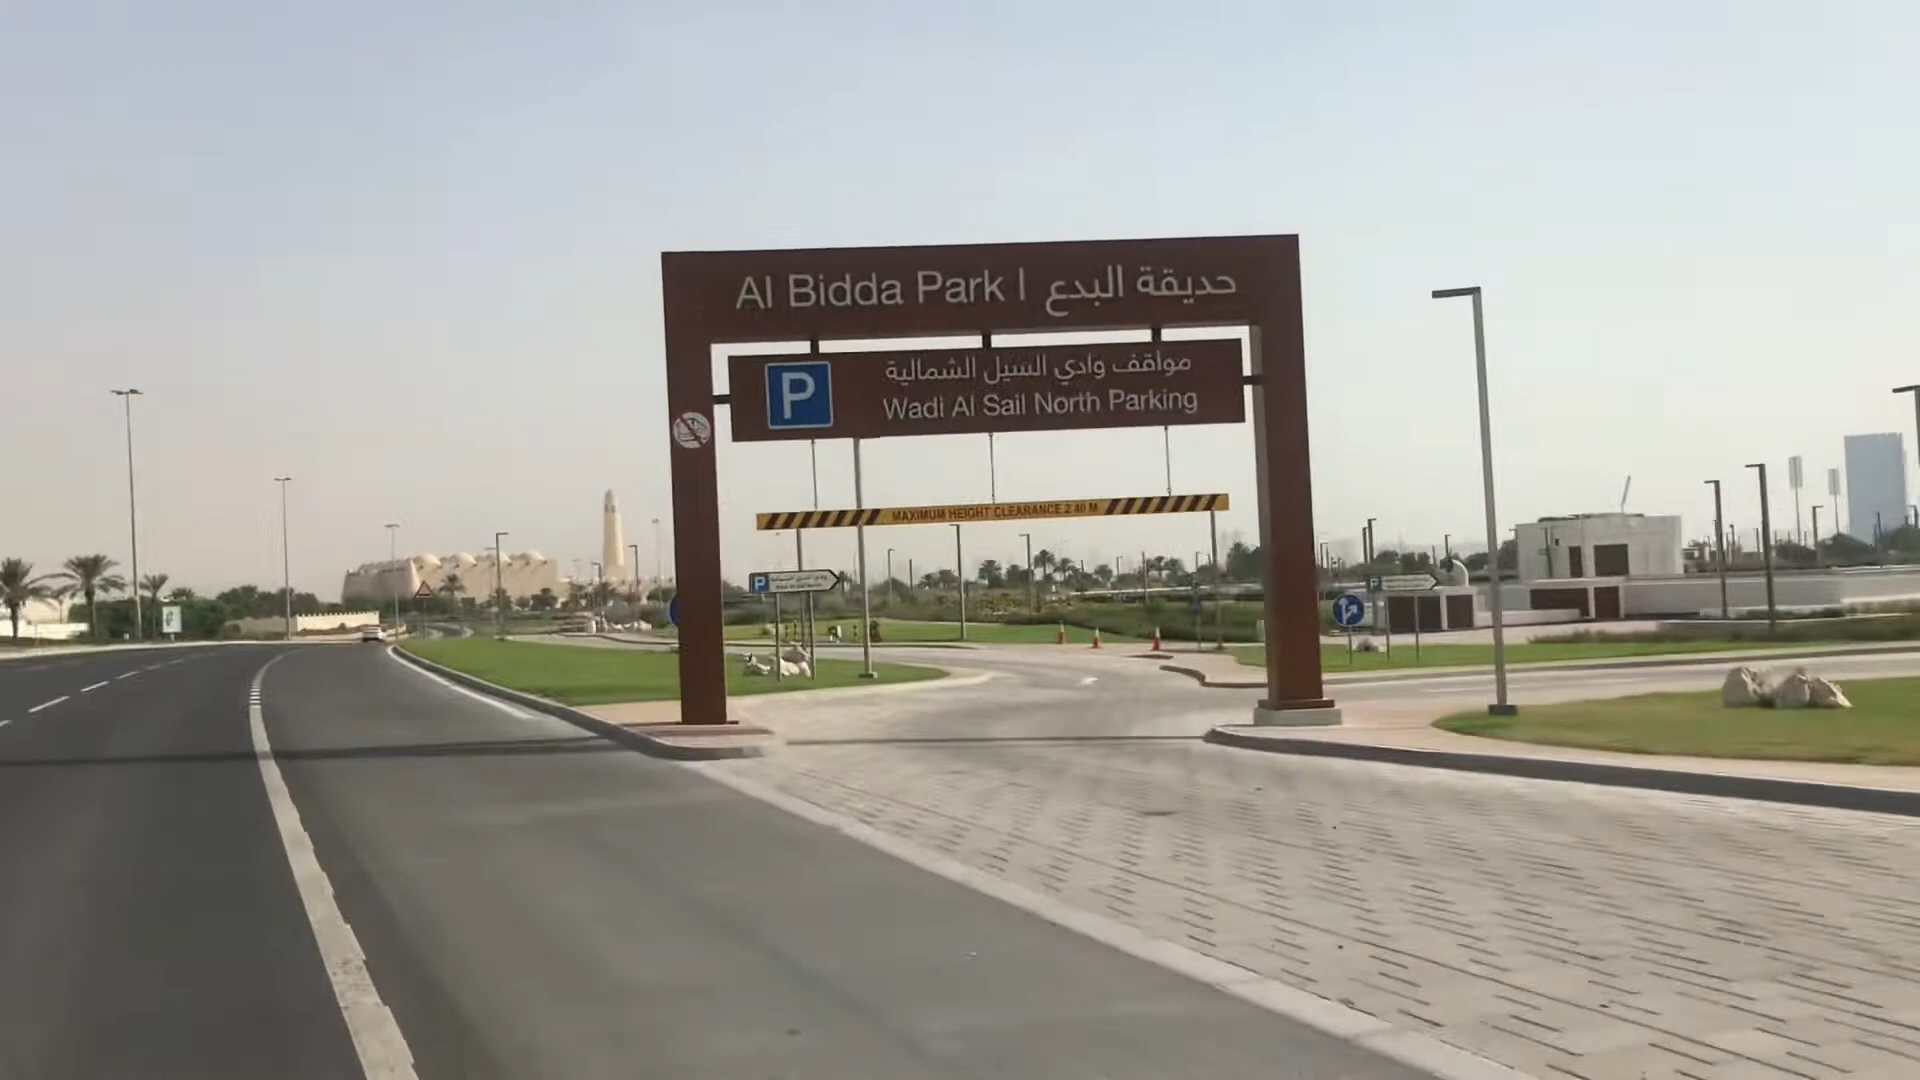 Al Bidda Park | حديقة البدع
مواقف وادي السيل الشمالية
P
Wadi Al Sail North Parking
MAXIMUM HEIGHT CLEARANCE 2.40 M
P
P